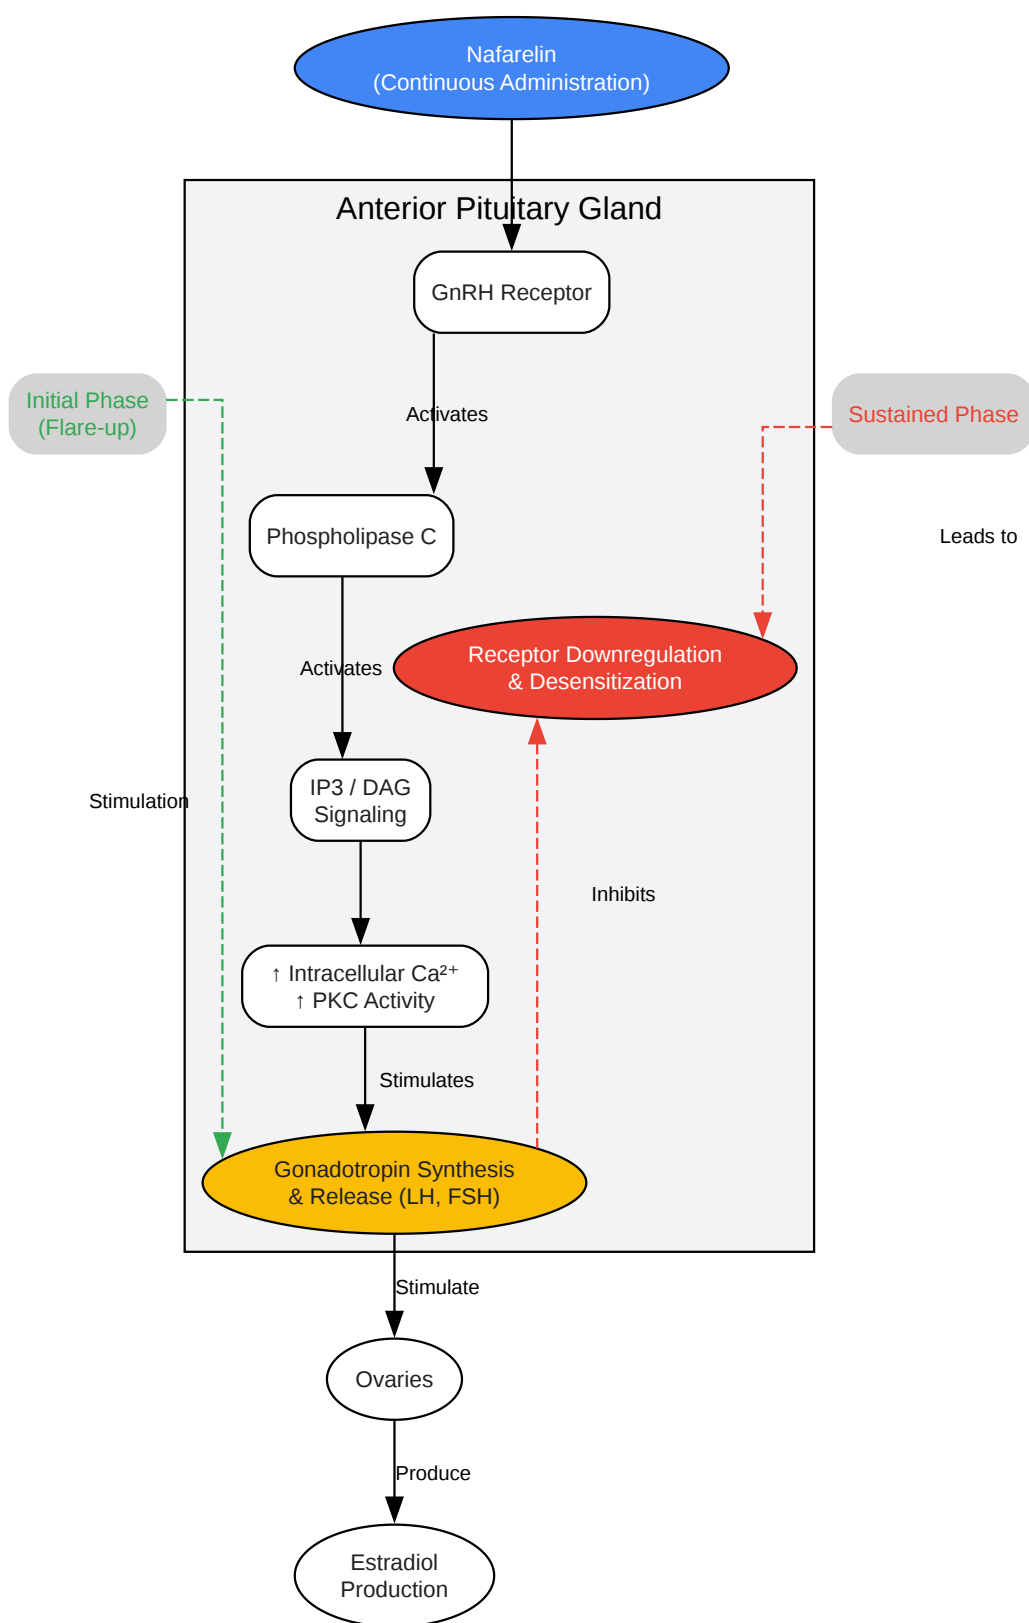 Nafarelin
(Continuous Administration)
Anterior Pituitary Gland
GnRH Receptor
Activates
Initial Phase
(Flare-up)
Sustained Phase
Phospholipase C
Leads to
Activates
Receptor Downregulation
& Desensitization
IP3 / DAG
Signaling
Stimulation
Inhibits
↑ Intracellular Ca²⁺
↑ PKC Activity
Stimulates
Gonadotropin Synthesis
& Release (LH, FSH)
Stimulate
Ovaries
Produce
Estradiol
Production